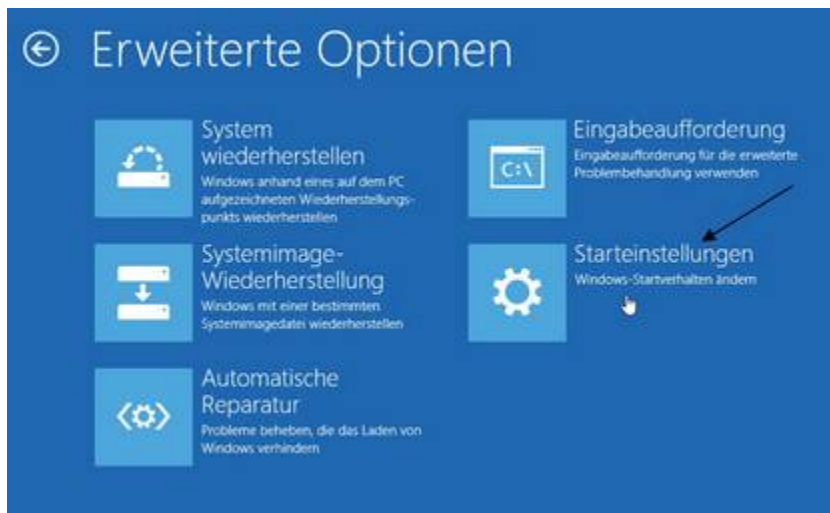 Erweiterte Optionen
System
wiederherstellen
Windows anhand eines auf dem PC
aufgezeichneten Wiederherstellungs-
punkts wiederherstellen
Systemimage-
Wiederherstellung
Windows mit einer bestimmten
Systemimagedatei wiederherstellen
Automatische
Reparatur
Probleme beheben, die das Laden von
Windows verhindern
C:\
Eingabeaufforderung
Eingabeaufforderung für die erweiterte
Problembehandlung verwenden
Starteinstellungen
Windows-Startverhalten ändern